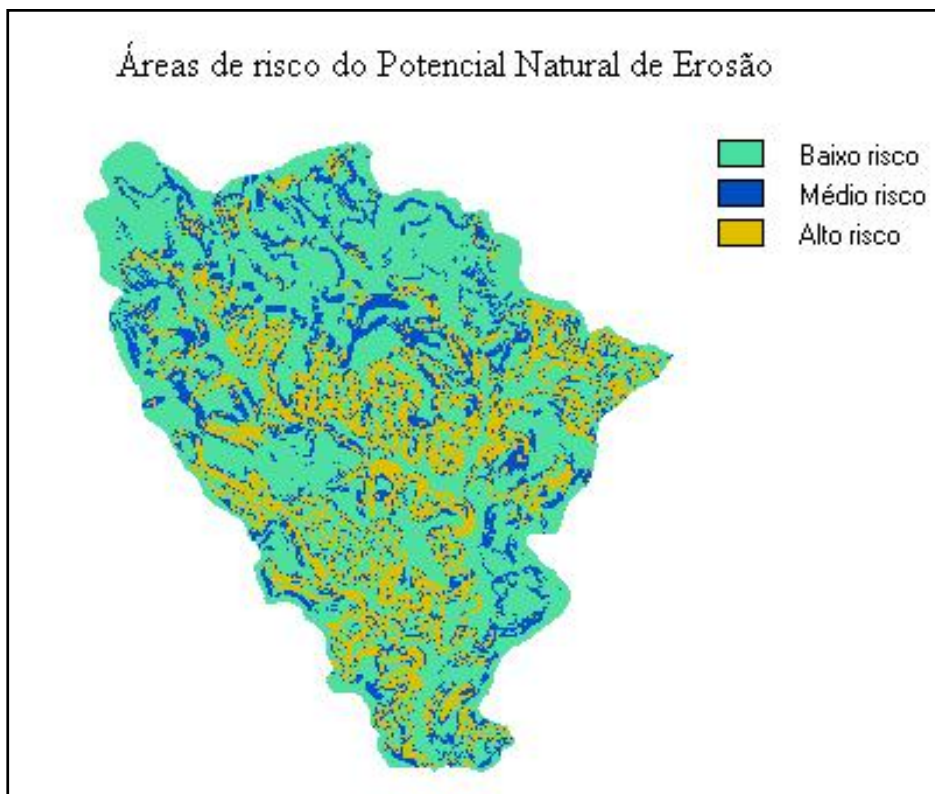 Áreas de risco do Potencial Natural de Erosão
Baixo risco
Médio risco
Alto risco